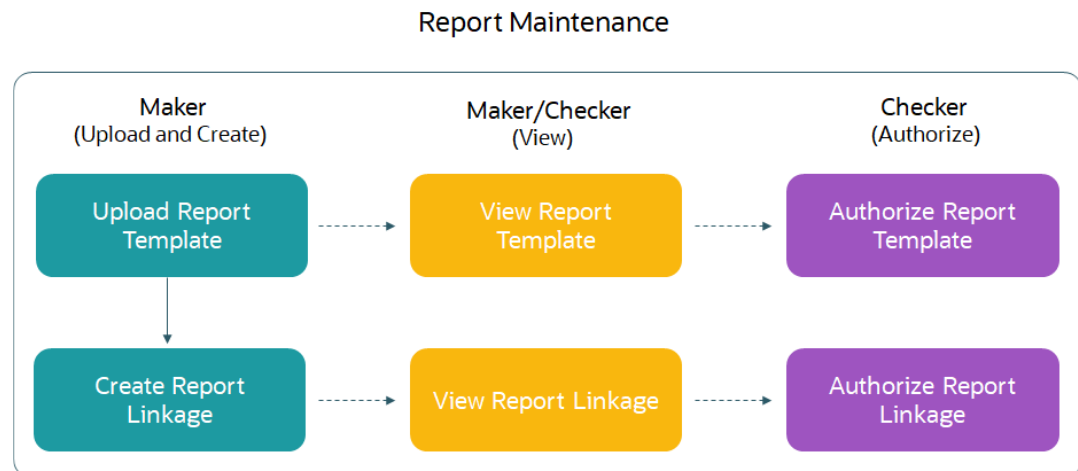 Report Maintenance
Maker
(Upload and Create)
Maker/Checker
(View)
Checker
(Authorize)
Upload Report
Template
View Report
Template
Authorize Report
Template
Create Report
Linkage
View Report Linkage
Authorize Report
Linkage